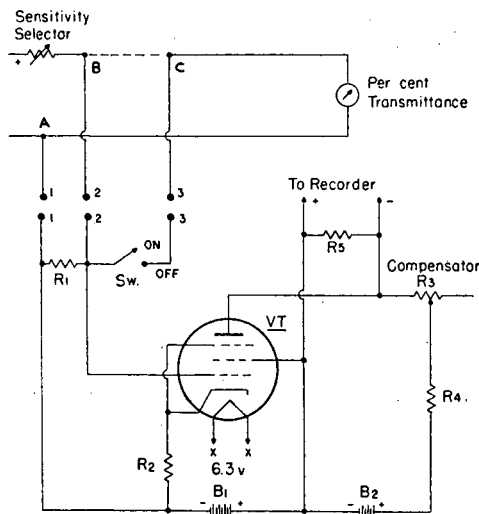 Sensitivity
Selector
+
B
C
Per cent
Transmittance
A
1
2
3
To Recorder
1
2
3
+
-
R1
ON
Sw.
OFF
R5
Compensator
R3
VT
R4
R2
x
x
6.3 v
- B1 +
- B2 +